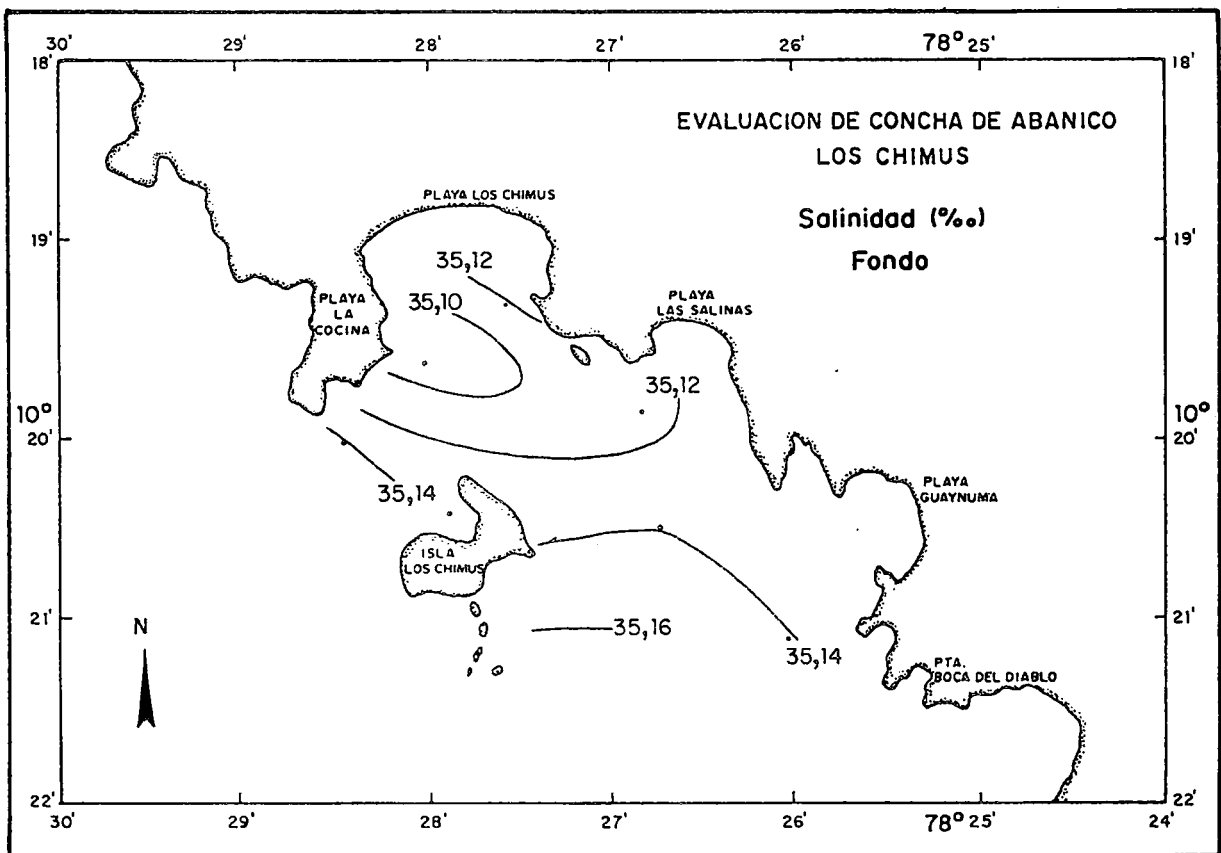 30' 29' 28' 27' 26' 78° 25'
18' 18'
EVALUACION DE CONCHA DE ABANICO
LOS CHIMUS
PLAYA LOS CHIMUS
Salinidad (‰)
19' 19'
Fondo
35,12
35,10
PLAYA
LA
COCINA
PLAYA
LAS SALINAS
35,12
10° 10°
20' 20'
35,14
PLAYA
GUAYNUMA
ISLA
LOS CHIMUS
21' 21'
N
35,16
35,14
PTA.
BOCA DEL DIABLO
22' 22'
30' 29' 28' 27' 26' 78° 25' 24'